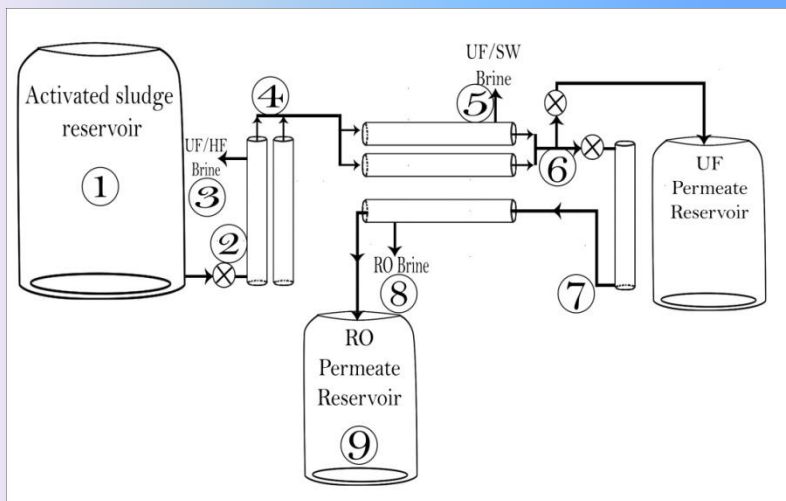 Activated sludge
reservoir
1
2
UF/HF
Brine
3
4
UF/SW
Brine
5
6
UF
Permeate
Reservoir
7
RO Brine
8
RO
Permeate
Reservoir
9